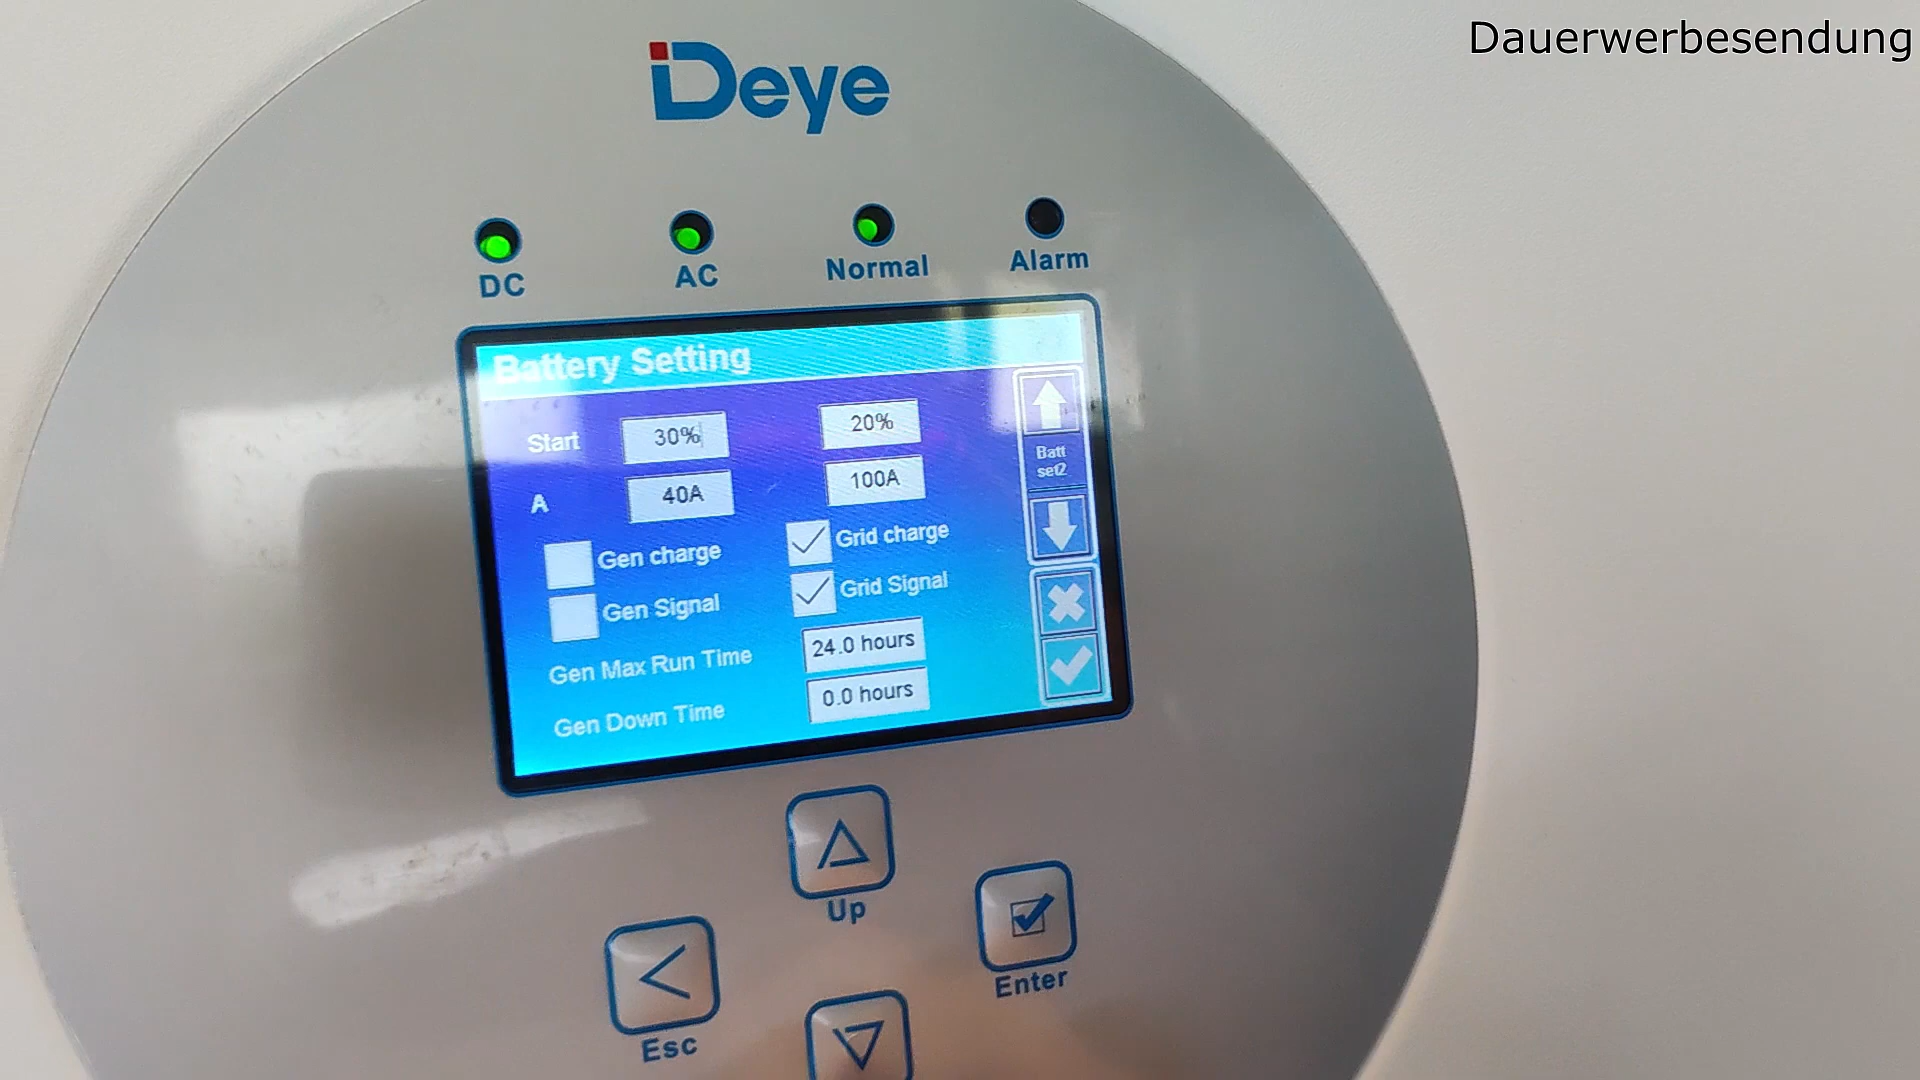 Dauerwerbesendung
Deye
DC AC Normal Alarm
Battery Setting
Start 30% 20%
A 40A 100A
Batt
set2
Gen charge Grid charge
Gen Signal Grid Signal
Gen Max Run Time 24.0 hours
Gen Down Time 0.0 hours
Up
Enter
Esc